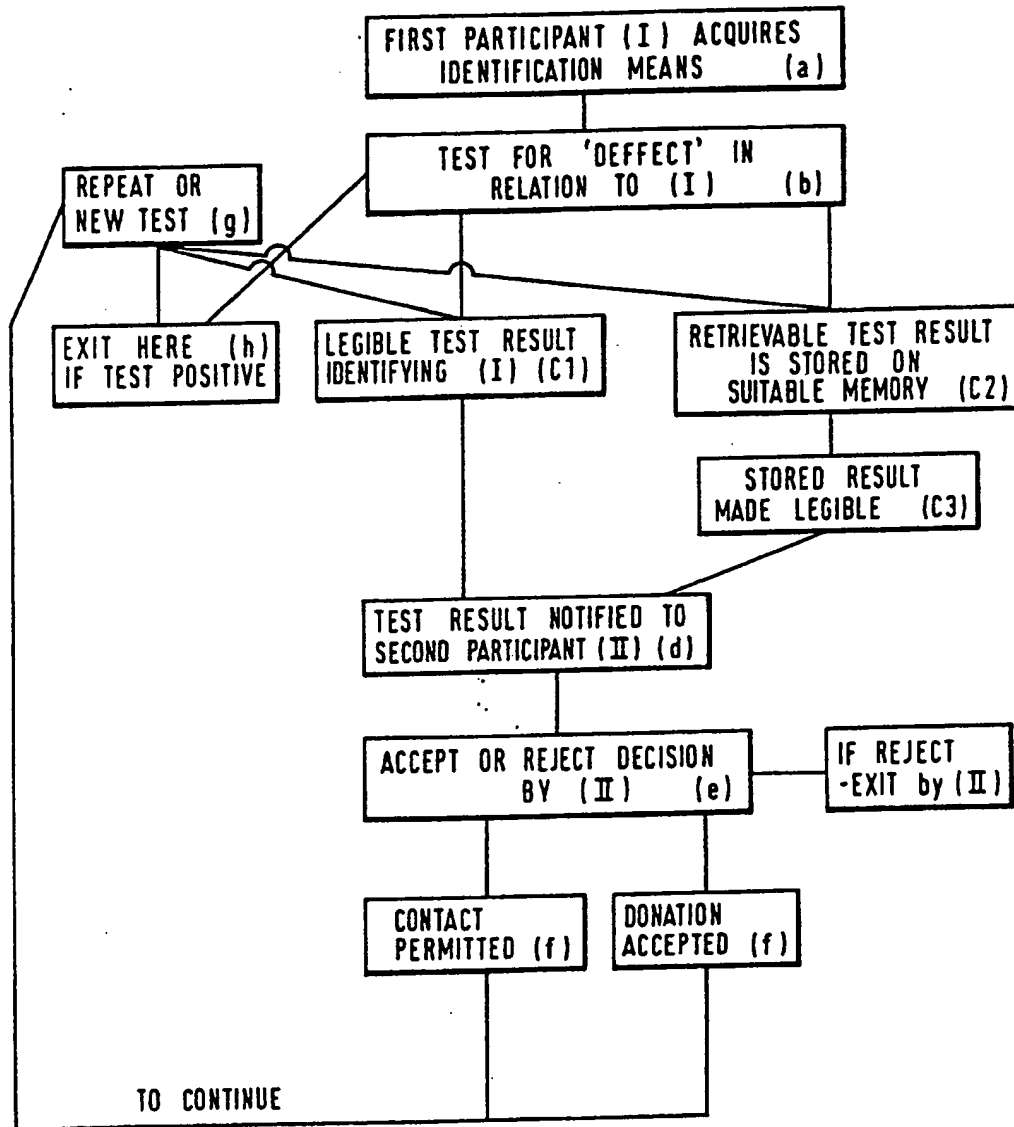 FIRST PARTICIPANT (I) ACQUIRES
IDENTIFICATION MEANS (a)
TEST FOR 'DEFFECT' IN
RELATION TO (I) (b)
REPEAT OR
NEW TEST (g)
EXIT HERE (h)
IF TEST POSITIVE
LEGIBLE TEST RESULT
IDENTIFYING (I) (C1)
RETRIEVABLE TEST RESULT
IS STORED ON
SUITABLE MEMORY (C2)
STORED RESULT
MADE LEGIBLE (C3)
TEST RESULT NOTIFIED TO
SECOND PARTICIPANT (II) (d)
ACCEPT OR REJECT DECISION
BY (II) (e)
IF REJECT
-EXIT by (II)
CONTACT
PERMITTED (f)
DONATION
ACCEPTED (f)
TO CONTINUE